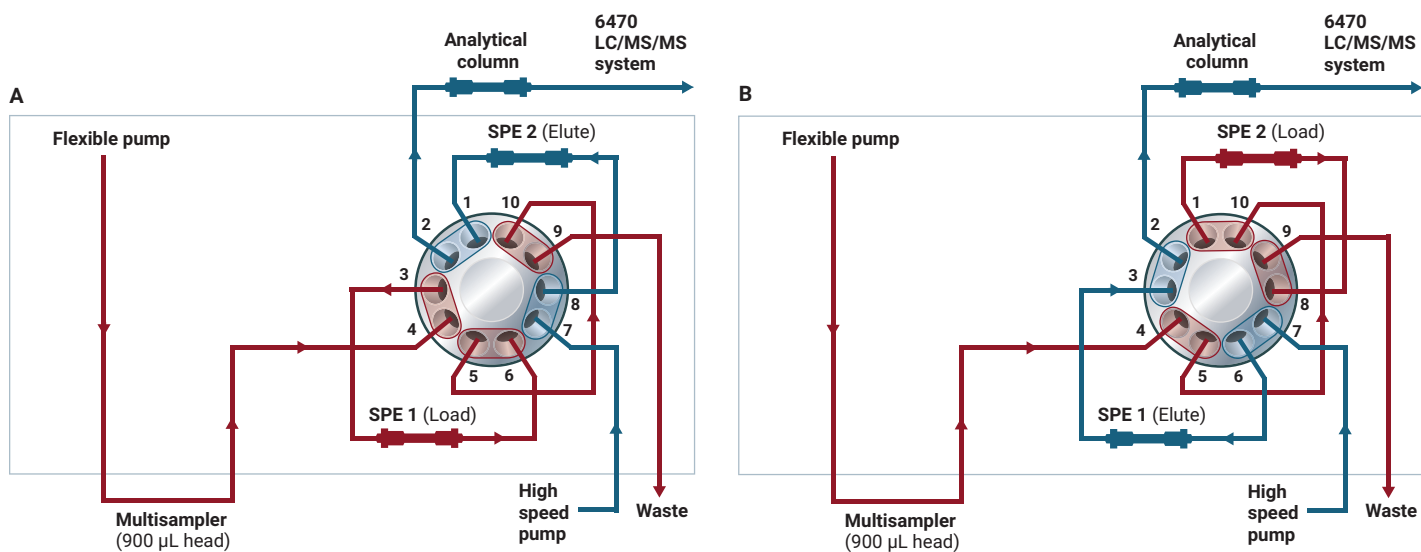 A
Analytical
column
6470
LC/MS/MS
system
Flexible pump
SPE 2 (Elute)
1
10
2
9
3
8
4
7
5
6
SPE 1 (Load)
Multisampler
(900 µL head)
High
speed
pump
Waste
B
Analytical
column
6470
LC/MS/MS
system
Flexible pump
SPE 2 (Load)
1
10
2
9
3
8
4
7
5
6
SPE 1 (Elute)
Multisampler
(900 µL head)
High
speed
pump
Waste